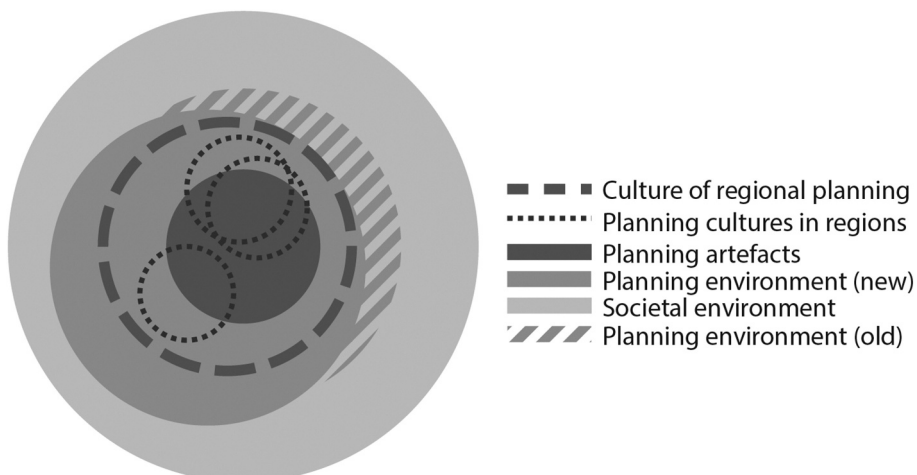 Culture of regional planning
Planning cultures in regions
Planning artefacts
Planning environment (new)
Societal environment
Planning environment (old)